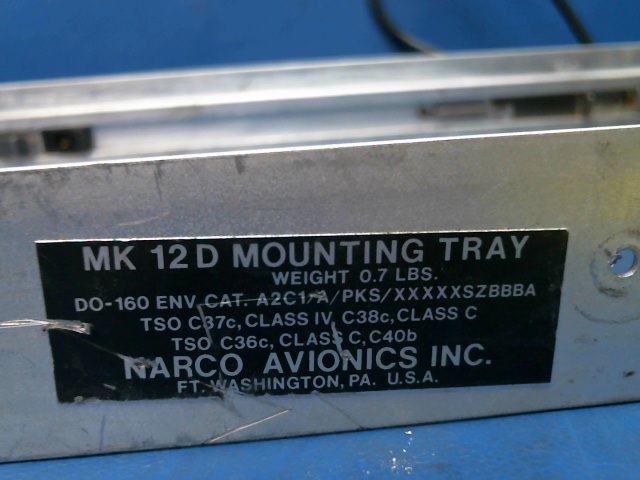 MK 12D MOUNTING TRAY
WEIGHT 0.7 LBS.
DO-160 ENV. CAT. A2C1/A/PKS/XXXXXSZBBBA
TSO C37c, CLASS IV, C38c, CLASS C
TSO C36c, CLASS C, C40b
NARCO AVIONICS INC.
FT. WASHINGTON, PA. U.S.A.